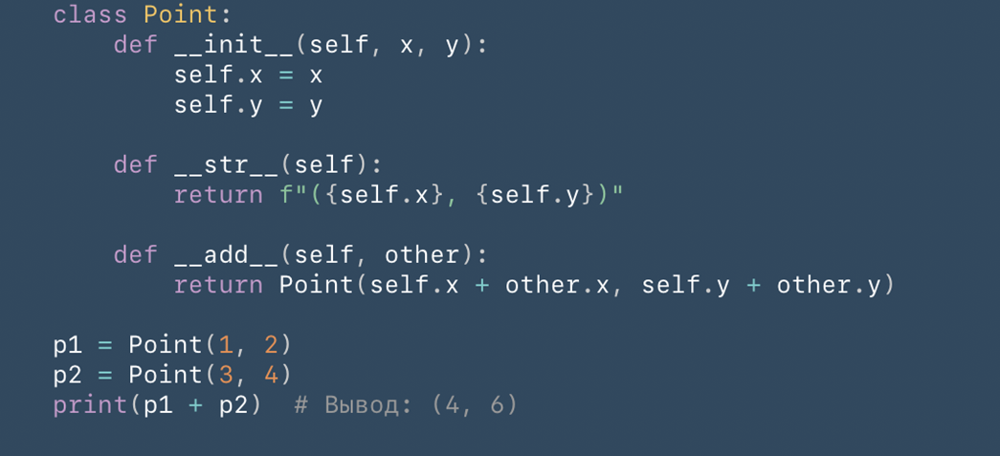 class Point:
    def __init__(self, x, y):
        self.x = x
        self.y = y

    def __str__(self):
        return f"({self.x}, {self.y})"

    def __add__(self, other):
        return Point(self.x + other.x, self.y + other.y)

p1 = Point(1, 2)
p2 = Point(3, 4)
print(p1 + p2)  # Вывод: (4, 6)